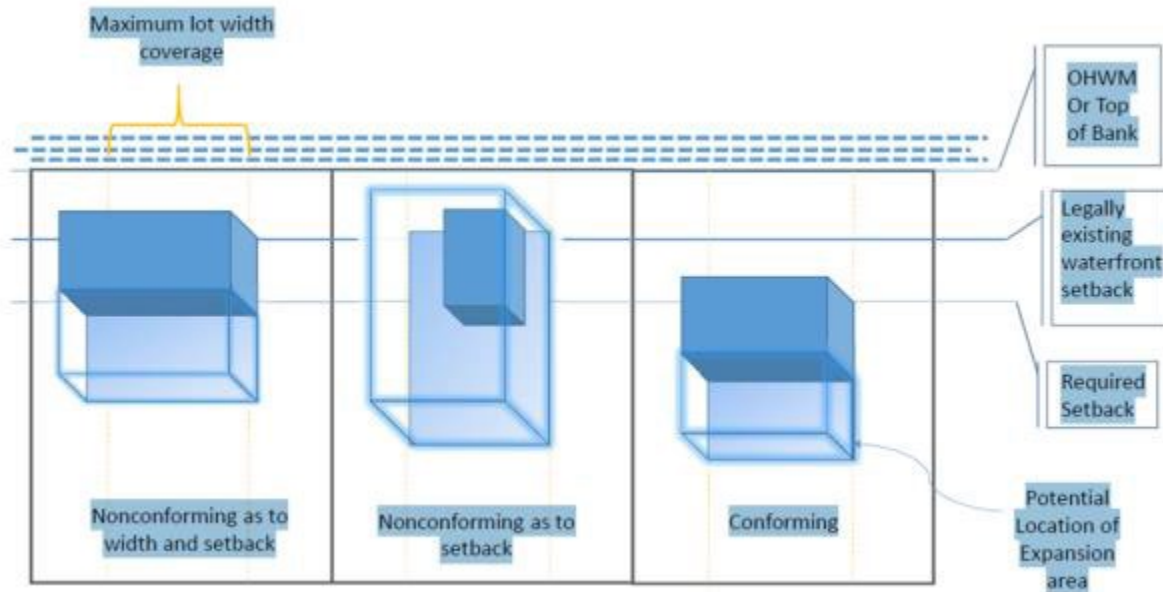 Maximum lot width
coverage
OHWM
Or Top
of Bank
Legally
existing
waterfront
setback
Required
Setback
Nonconforming as to
width and setback
Nonconforming as to
setback
Conforming
Potential
Location of
Expansion
area